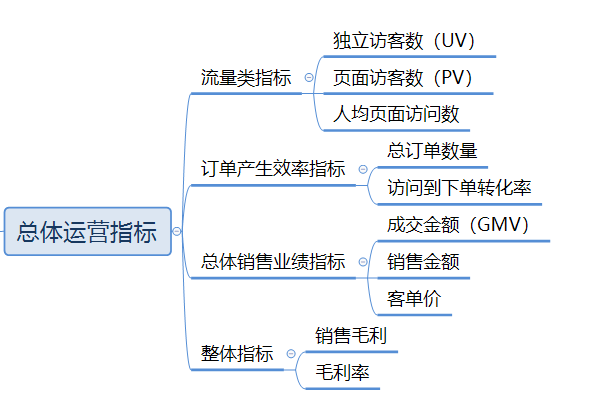 总体运营指标
流量类指标
独立访客数（UV）
页面访客数（PV）
人均页面访问数
订单产生效率指标
总订单数量
访问到下单转化率
总体销售业绩指标
成交金额（GMV）
销售金额
客单价
整体指标
销售毛利
毛利率